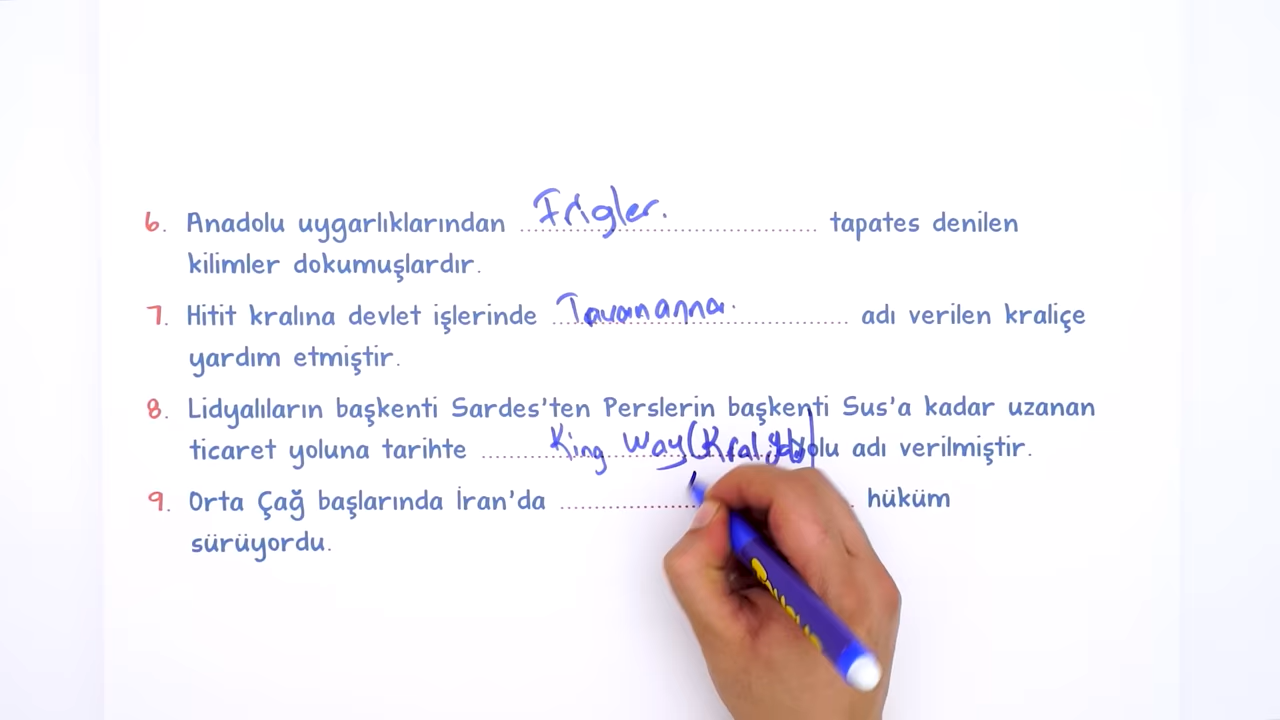 6. Anadolu uygarlıklarından Frigler. tapates denilen
kilimler dokumuşlardır.
7. Hitit kralına devlet işlerinde Tavananna. adı verilen kraliçe
yardım etmiştir.
8. Lidyalıların başkenti Sardes'ten Perslerin başkenti Sus'a kadar uzanan
ticaret yoluna tarihte King Way (Kral yolu adı verilmiştir.
9. Orta Çağ başlarında İran'da hüküm
sürüyordu.